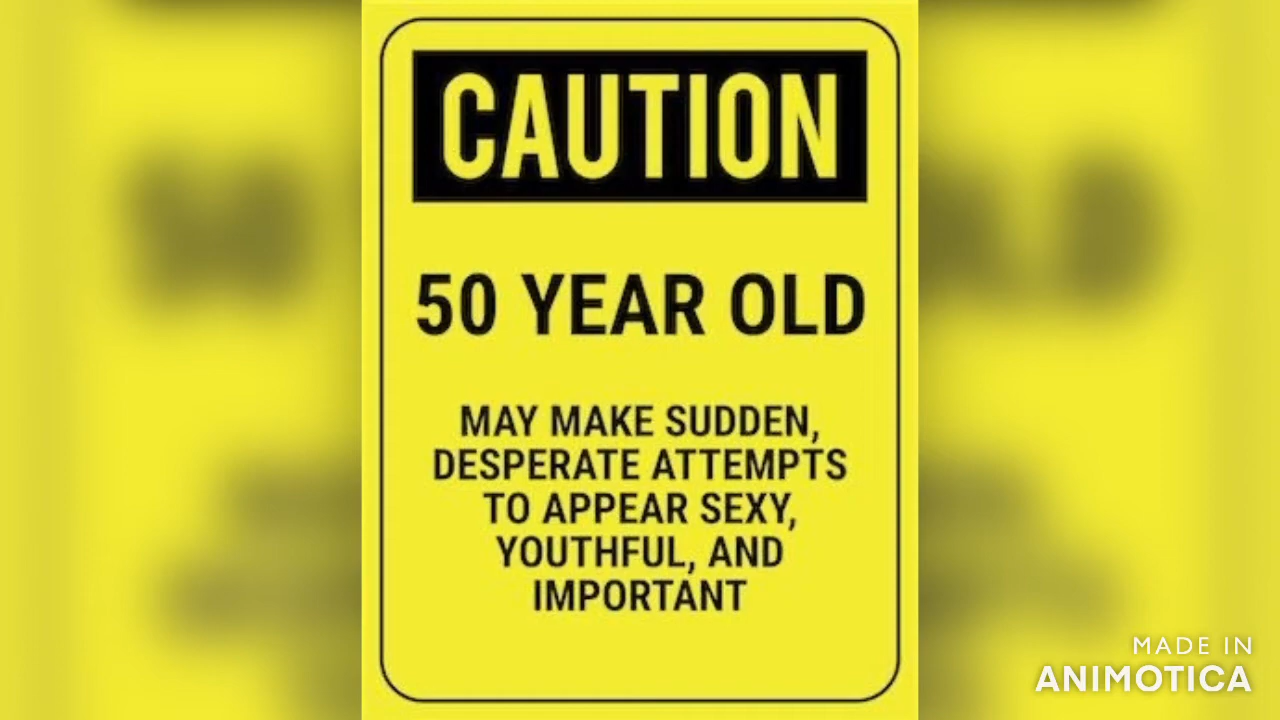 CAUTION
50 YEAR OLD
MAY MAKE SUDDEN,
DESPERATE ATTEMPTS
TO APPEAR SEXY,
YOUTHFUL, AND
IMPORTANT
MADE IN
ANIMOTICA